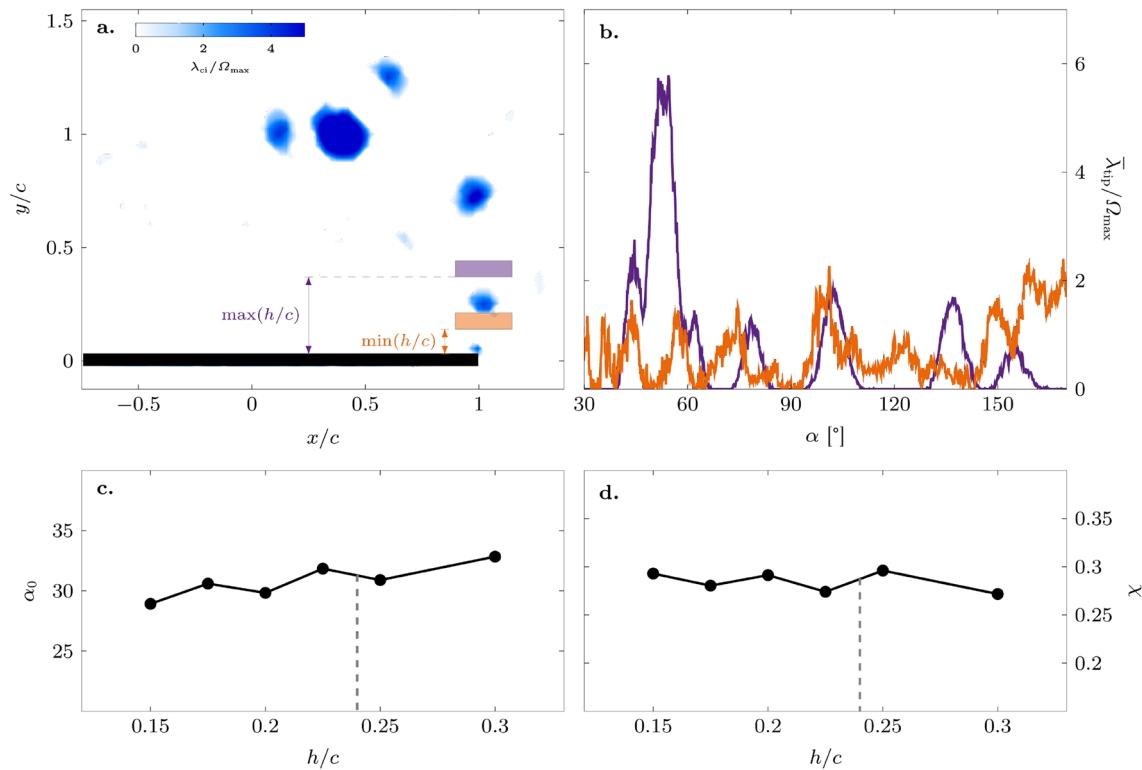 a.
0 2 4
λci/Ωmax
1.5
1
0.5
0
y/c
max(h/c)
min(h/c)
−0.5 0 0.5 1
x/c
b.
6
4
2
0
λ̅tip/Ωmax
30 60 90 120 150
α [°]
c.
35
30
25
α0
0.15 0.2 0.25 0.3
h/c
d.
0.35
0.3
0.25
0.2
χ
0.15 0.2 0.25 0.3
h/c